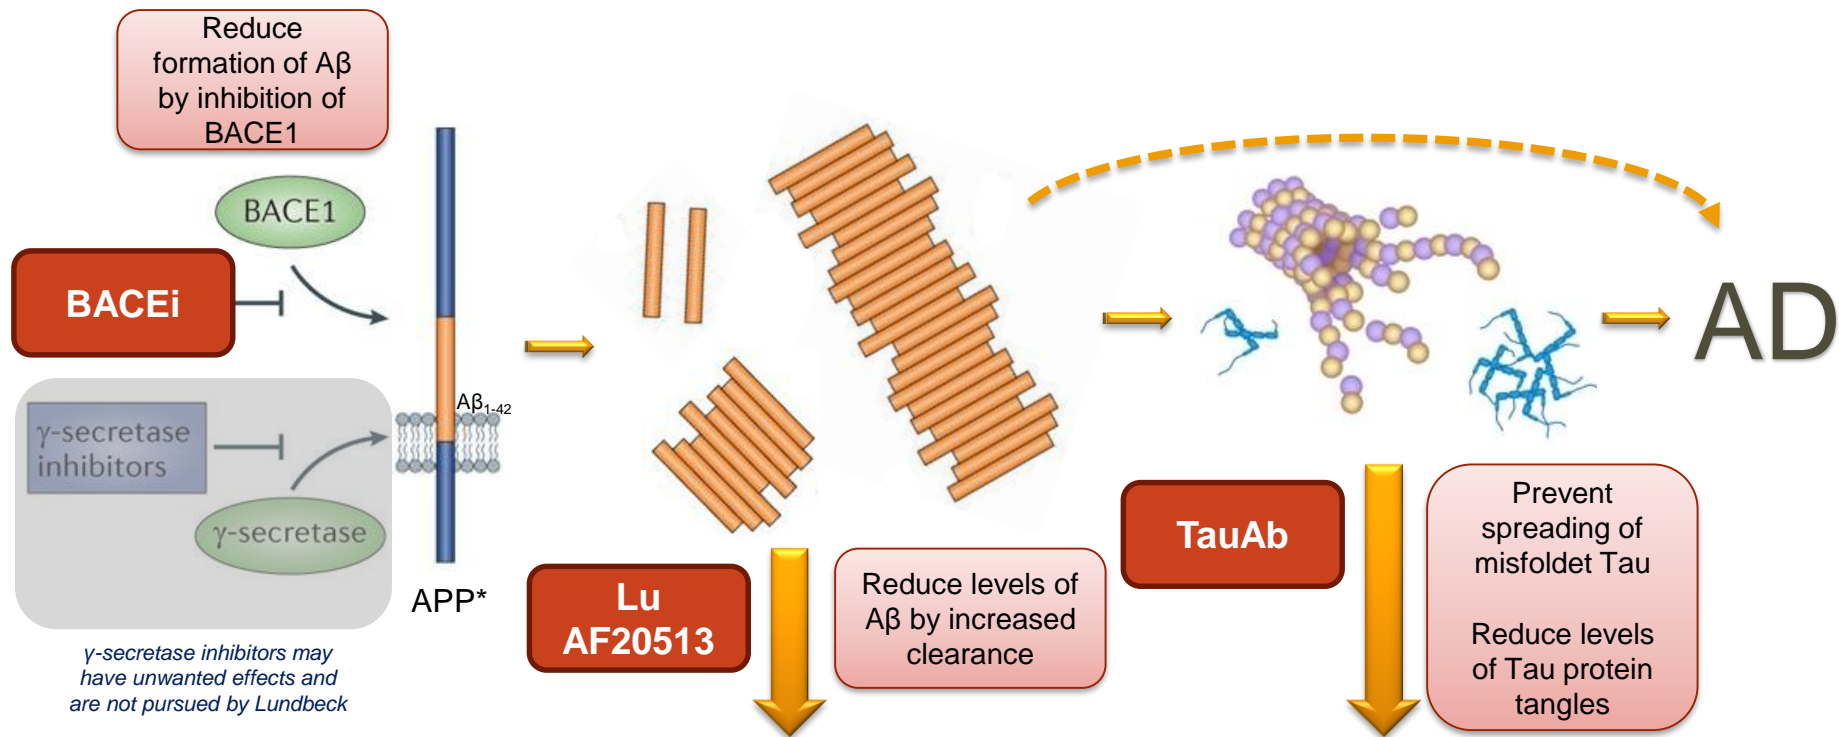 Reduce
formation of Aβ
by inhibition of
BACE1
BACE1
BACEi
γ-secretase
inhibitors
γ-secretase
Aβ1-42
APP*
γ-secretase inhibitors may
have unwanted effects and
are not pursued by Lundbeck
Lu
AF20513
Reduce levels of
Aβ by increased
clearance
TauAb
Prevent
spreading of
misfoldet Tau
Reduce levels
of Tau protein
tangles
AD